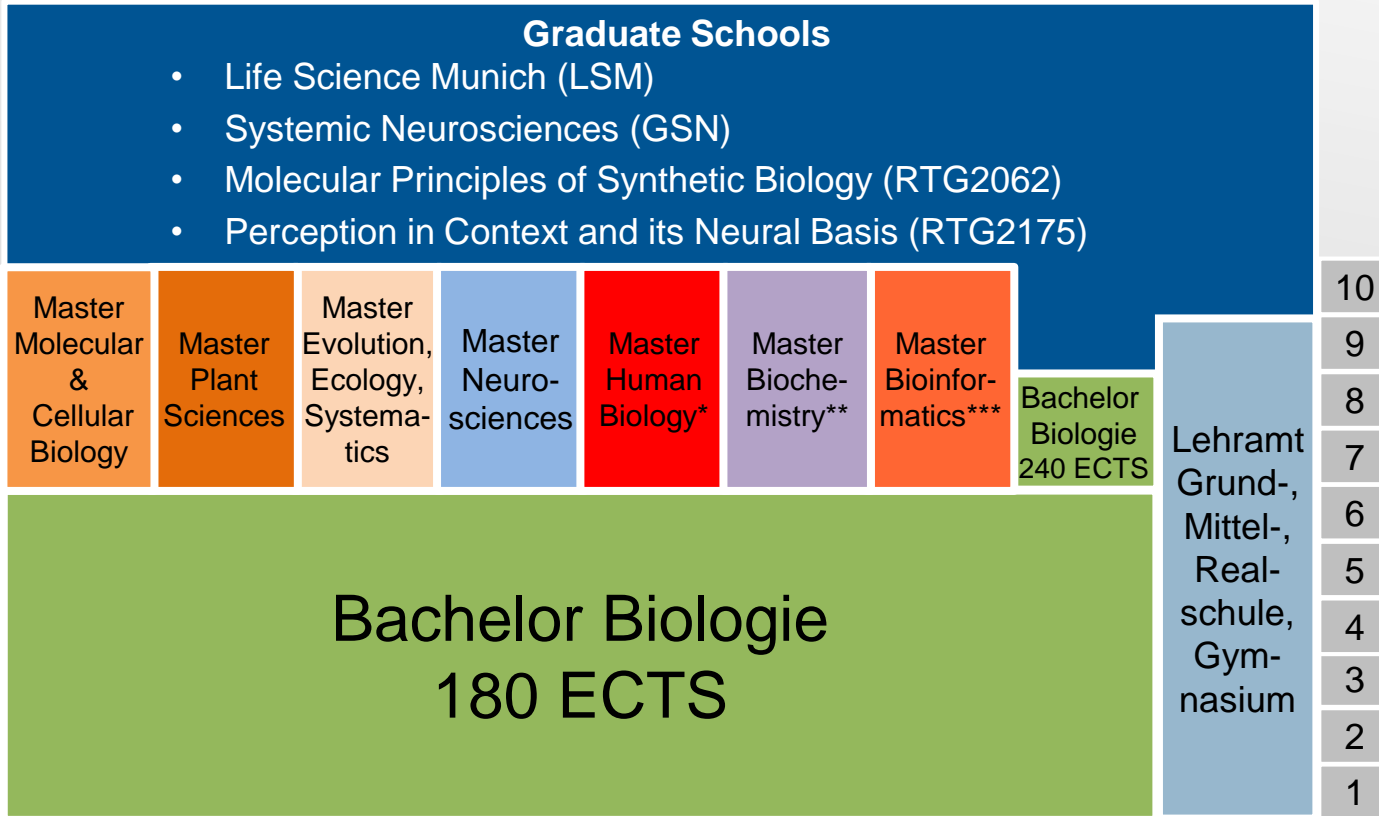 Graduate Schools
• Life Science Munich (LSM)
• Systemic Neurosciences (GSN)
• Molecular Principles of Synthetic Biology (RTG2062)
• Perception in Context and its Neural Basis (RTG2175)
Master
Molecular
&
Cellular
Biology
Master
Plant
Sciences
Master
Evolution,
Ecology,
Systema-
tics
Master
Neuro-
sciences
Master
Human
Biology*
Master
Bioche-
mistry**
Master
Bioinfor-
matics***
Bachelor
Biologie
240 ECTS
Lehramt
Grund-,
Mittel-,
Real-
schule,
Gym-
nasium
Bachelor Biologie
180 ECTS
10
9
8
7
6
5
4
3
2
1